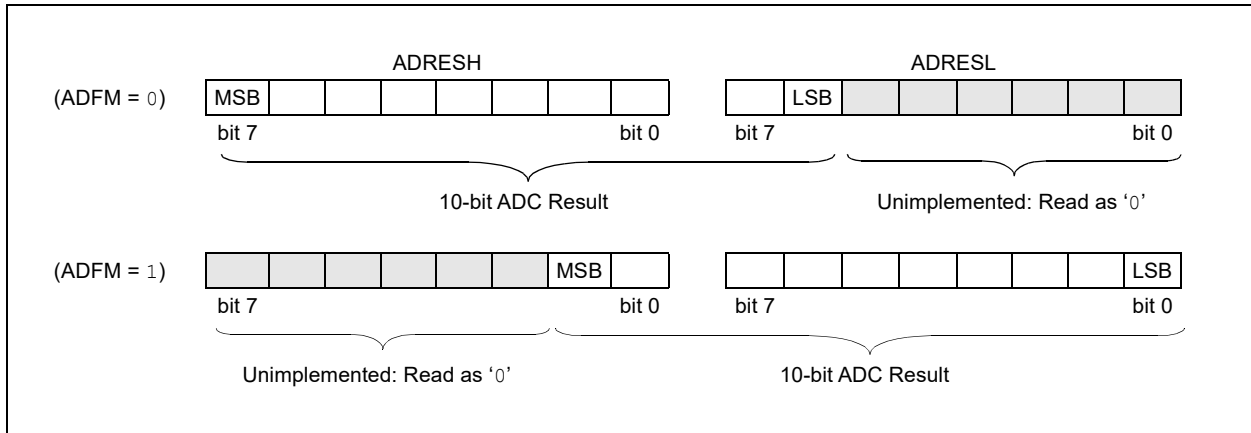 ADRESH ADRESL
(ADFM = 0) MSB LSB
bit 7 bit 0 bit 7 bit 0
10-bit ADC Result Unimplemented: Read as ‘0’
(ADFM = 1) MSB LSB
bit 7 bit 0 bit 7 bit 0
Unimplemented: Read as ‘0’ 10-bit ADC Result